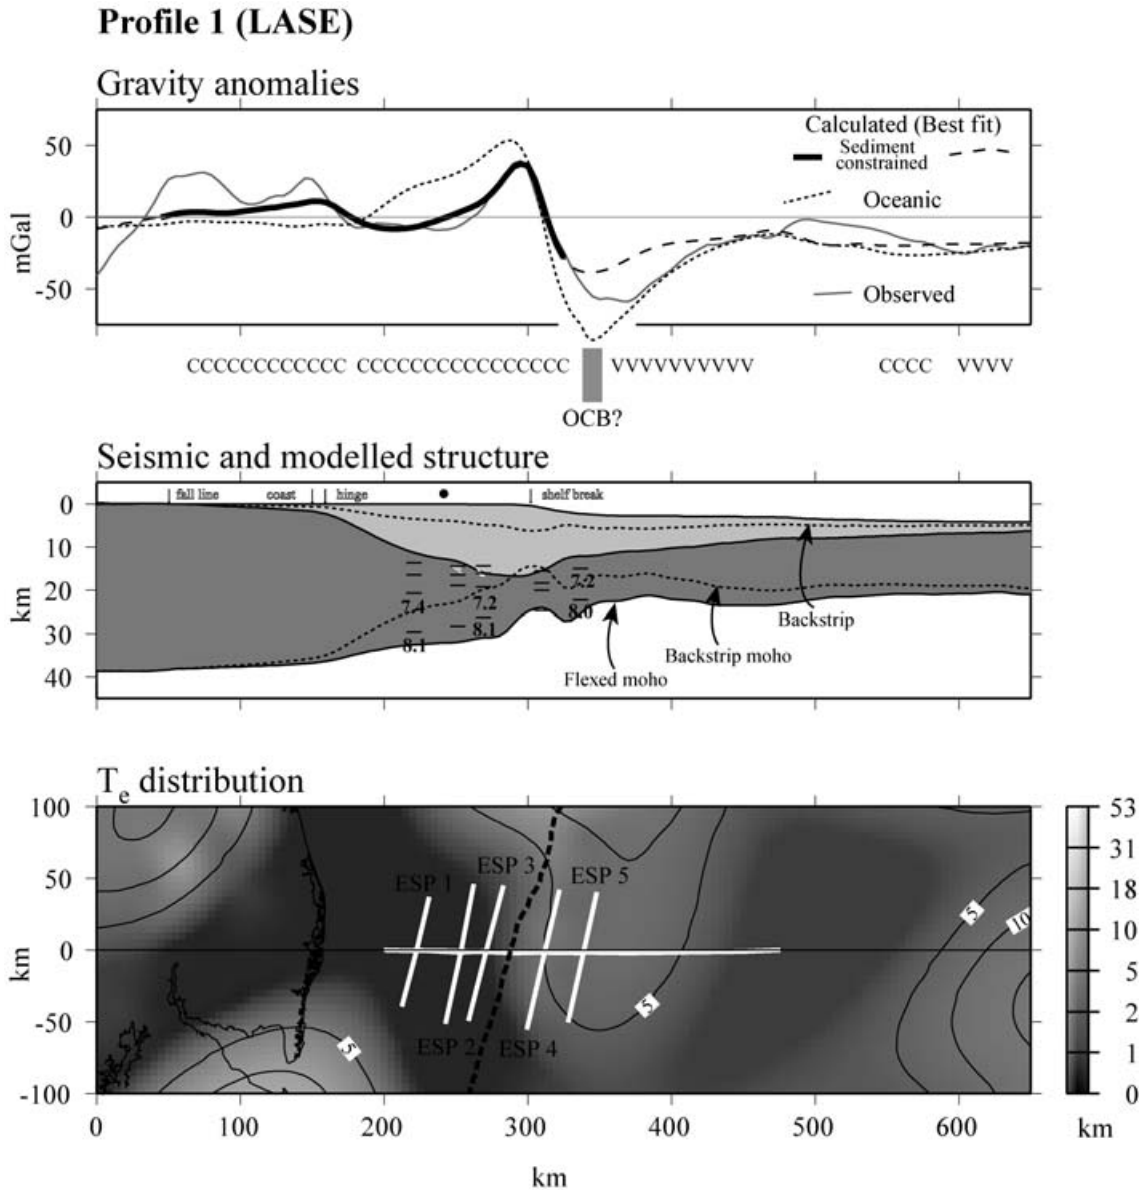 Profile 1 (LASE)
Gravity anomalies
Calculated (Best fit)
Sediment
constrained
Oceanic
Observed
50
0
-50
mGal
CCCCCCCCCCCC CCCCCCCCCCCCCCCC VVVVVVVVVV CCCC VVVV
OCB?
Seismic and modelled structure
fall line coast hinge shelf break
0
10
20
30
40
km
7.4 7.2 7.2
8.1 8.1 8.0
Backstrip
Backstrip moho
Flexed moho
Te distribution
100
50
0
-50
-100
km
ESP 1 ESP 3 ESP 5
ESP 2 ESP 4
5 5 5 10
0 100 200 300 400 500 600
km
53
31
18
10
5
2
1
0
km